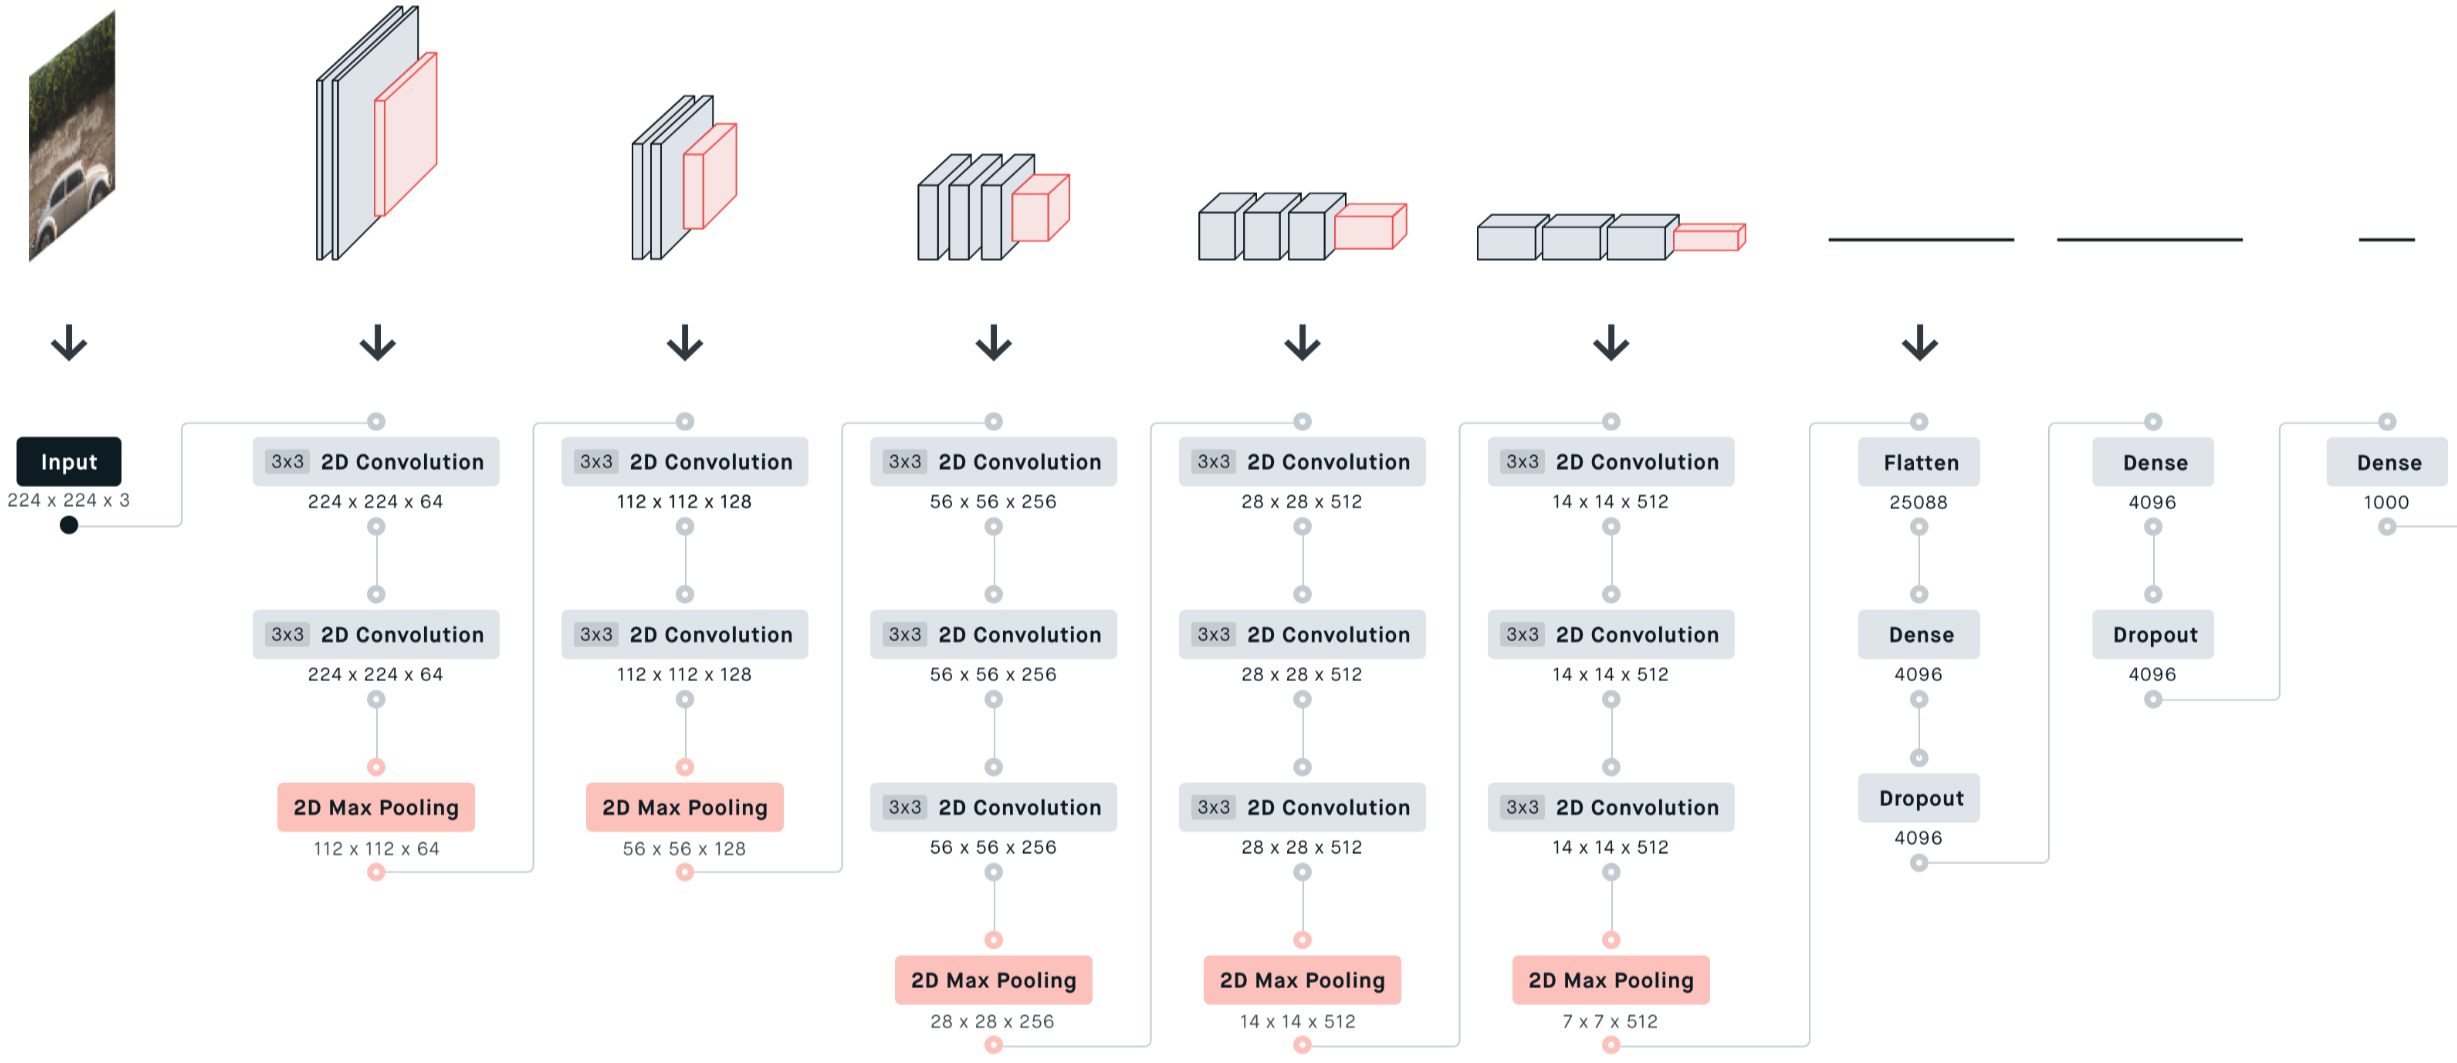 Input
224 x 224 x 3
3x3 2D Convolution
224 x 224 x 64
3x3 2D Convolution
224 x 224 x 64
2D Max Pooling
112 x 112 x 64
3x3 2D Convolution
112 x 112 x 128
3x3 2D Convolution
112 x 112 x 128
2D Max Pooling
56 x 56 x 128
3x3 2D Convolution
56 x 56 x 256
3x3 2D Convolution
56 x 56 x 256
3x3 2D Convolution
56 x 56 x 256
2D Max Pooling
28 x 28 x 256
3x3 2D Convolution
28 x 28 x 512
3x3 2D Convolution
28 x 28 x 512
3x3 2D Convolution
28 x 28 x 512
2D Max Pooling
14 x 14 x 512
3x3 2D Convolution
14 x 14 x 512
3x3 2D Convolution
14 x 14 x 512
3x3 2D Convolution
14 x 14 x 512
2D Max Pooling
7 x 7 x 512
Flatten
25088
Dense
4096
Dropout
4096
Dense
4096
Dropout
4096
Dense
1000